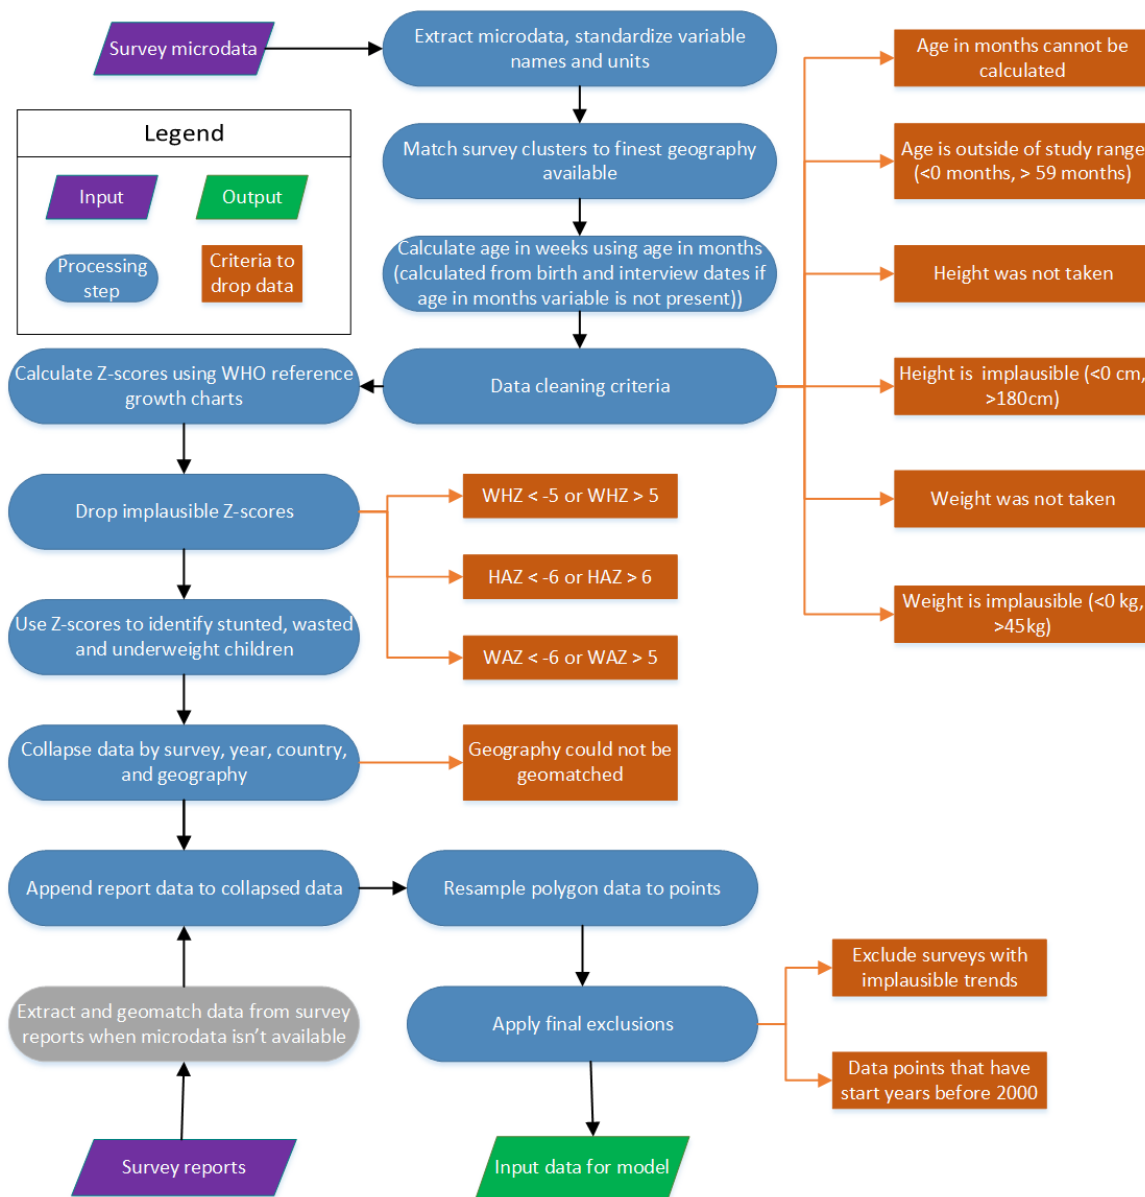 Survey microdata
Extract microdata, standardize variable
names and units
Age in months cannot be
calculated
Legend
Input
Output
Processing
step
Criteria to
drop data
Match survey clusters to finest geography
available
Age is outside of study range
(<0 months, > 59 months)
Calculate age in weeks using age in months
(calculated from birth and interview dates if
age in months variable is not present))
Height was not taken
Calculate Z-scores using WHO reference
growth charts
Data cleaning criteria
Height is implausible (<0 cm,
>180cm)
Drop implausible Z-scores
WHZ < -5 or WHZ > 5
Weight was not taken
HAZ < -6 or HAZ > 6
Use Z-scores to identify stunted, wasted
and underweight children
WAZ < -6 or WAZ > 5
Weight is implausible (<0 kg,
>45kg)
Collapse data by survey, year, country,
and geography
Geography could not be
geomatched
Append report data to collapsed data
Resample polygon data to points
Extract and geomatch data from survey
reports when microdata isn't available
Apply final exclusions
Exclude surveys with
implausible trends
Data points that have
start years before 2000
Survey reports
Input data for model